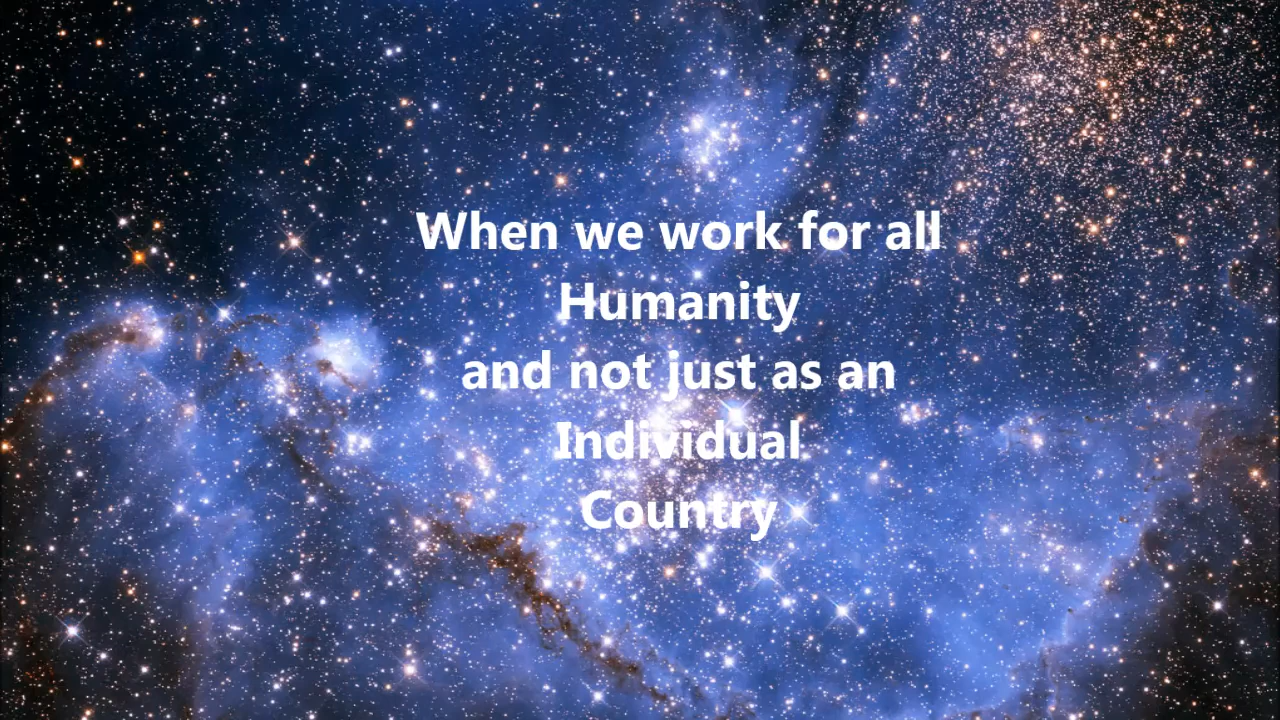 When we work for all
Humanity
and not just as an
Individual
Country